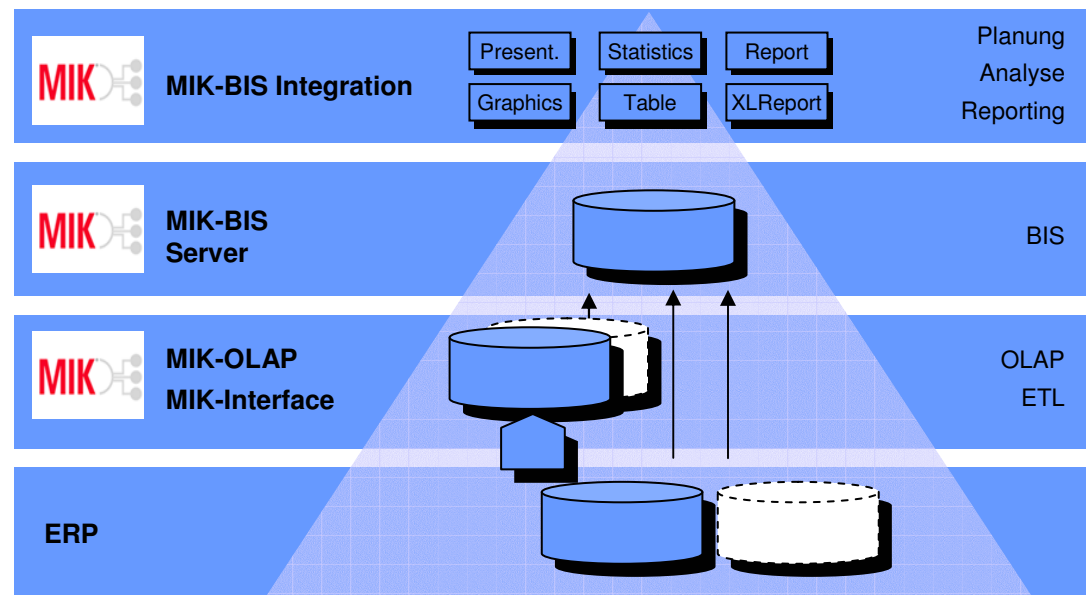 MIK
MIK-BIS Integration
Present.
Statistics
Report
Graphics
Table
XLReport
Planung
Analyse
Reporting
MIK
MIK-BIS
Server
BIS
MIK
MIK-OLAP
MIK-Interface
OLAP
ETL
ERP